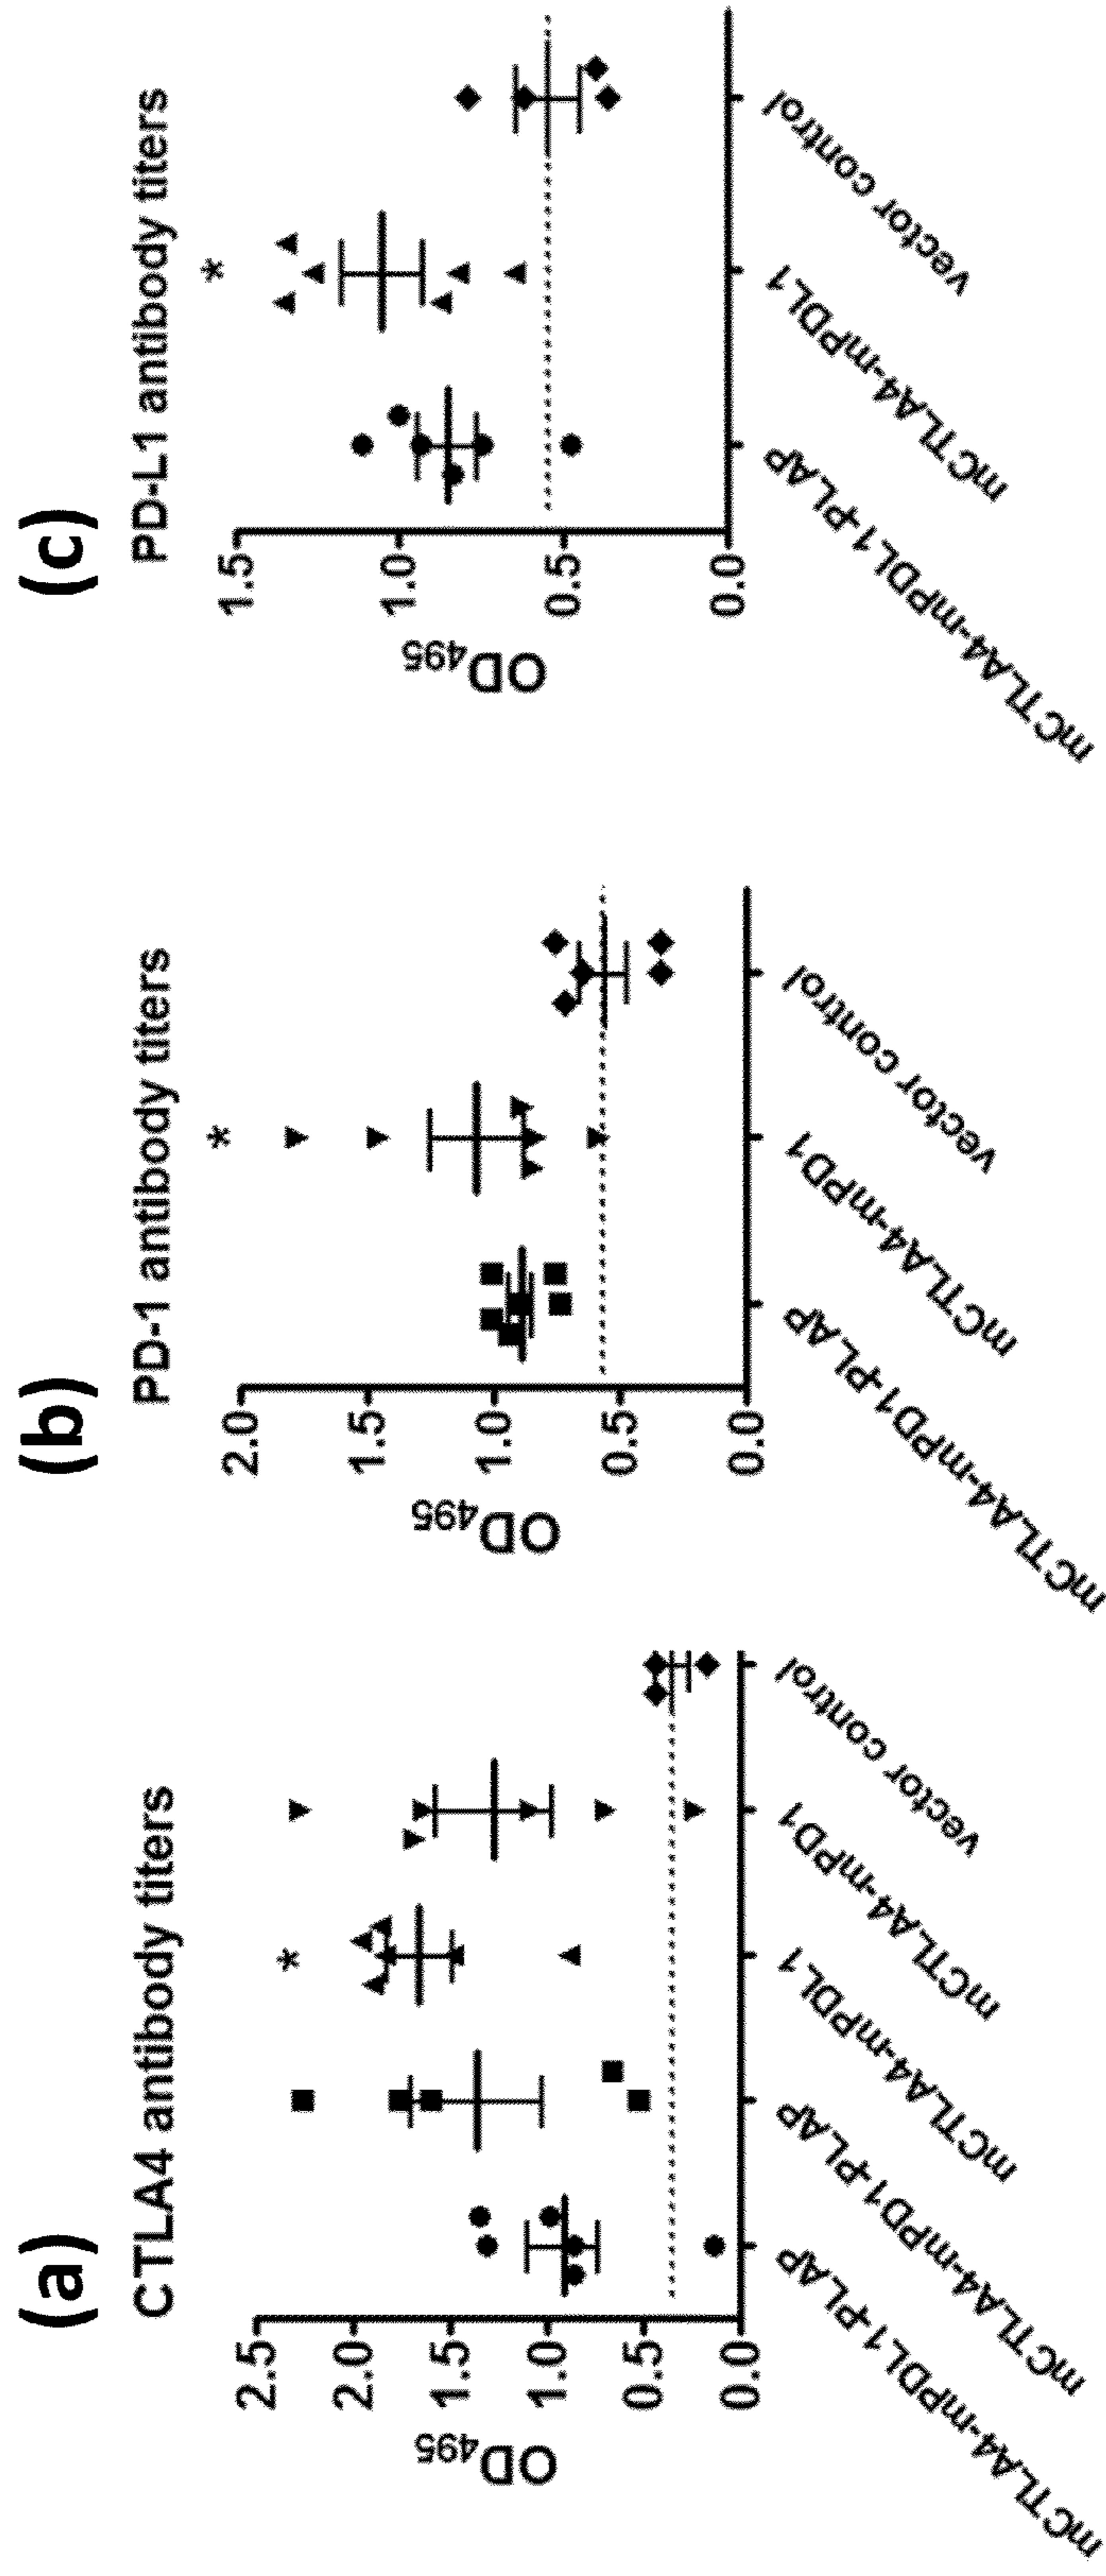 (a)
CTLA4 antibody titers
*
2.5
2.0
1.5
1.0
0.5
0.0
OD495
mCTLA4-mPDL1-PLAP
mCTLA4-mPD1-PLAP
mCTLA4-mPDL1
mCTLA4-mPD1
vector control
(b)
PD-1 antibody titers
*
2.0
1.5
1.0
0.5
0.0
OD495
mCTLA4-mPD1-PLAP
mCTLA4-mPD1
vector control
(c)
PD-L1 antibody titers
*
1.5
1.0
0.5
0.0
OD495
mCTLA4-mPDL1-PLAP
mCTLA4-mPDL1
vector control